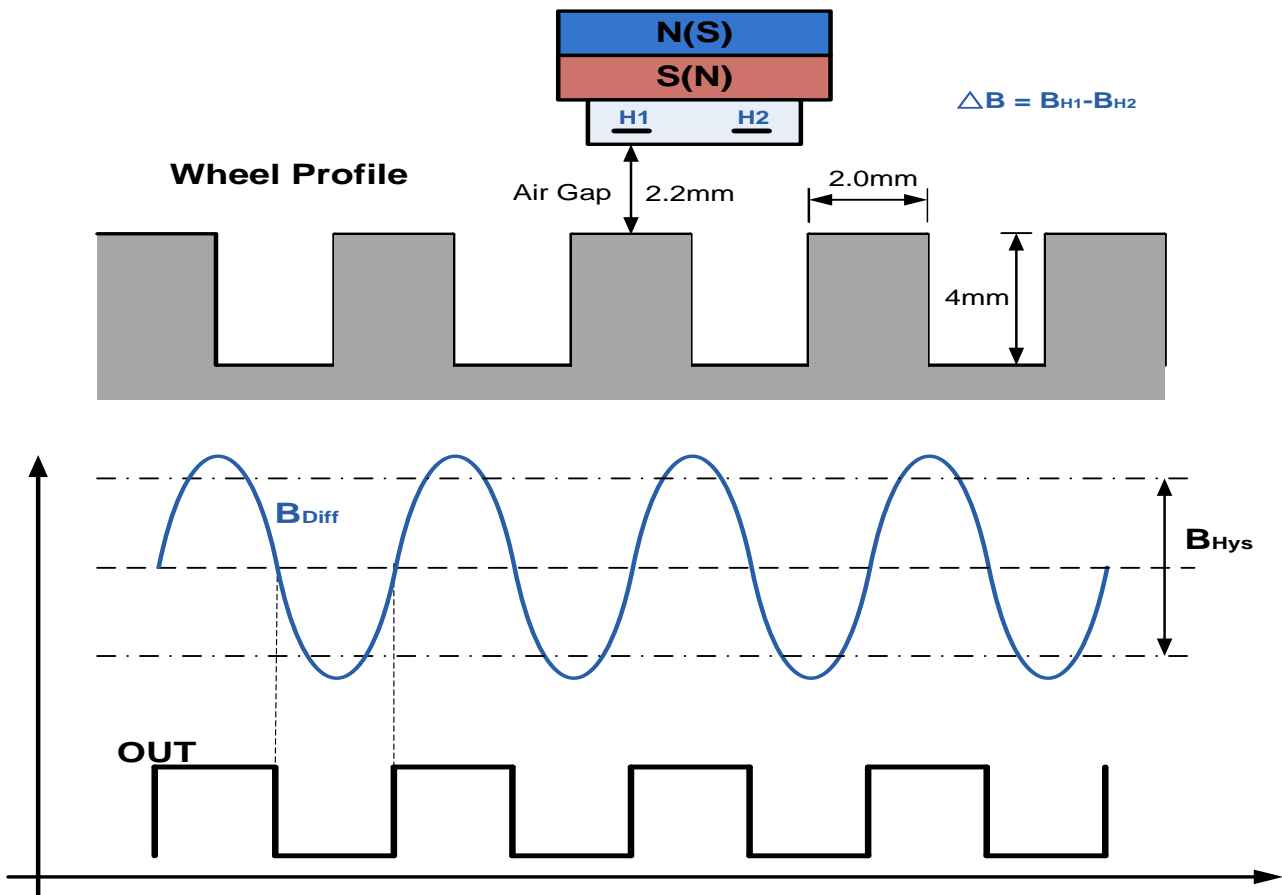 N(S)
S(N)
H1 H2
△B = BH1-BH2
Wheel Profile
Air Gap 2.2mm
2.0mm
4mm
BDiff
BHys
OUT